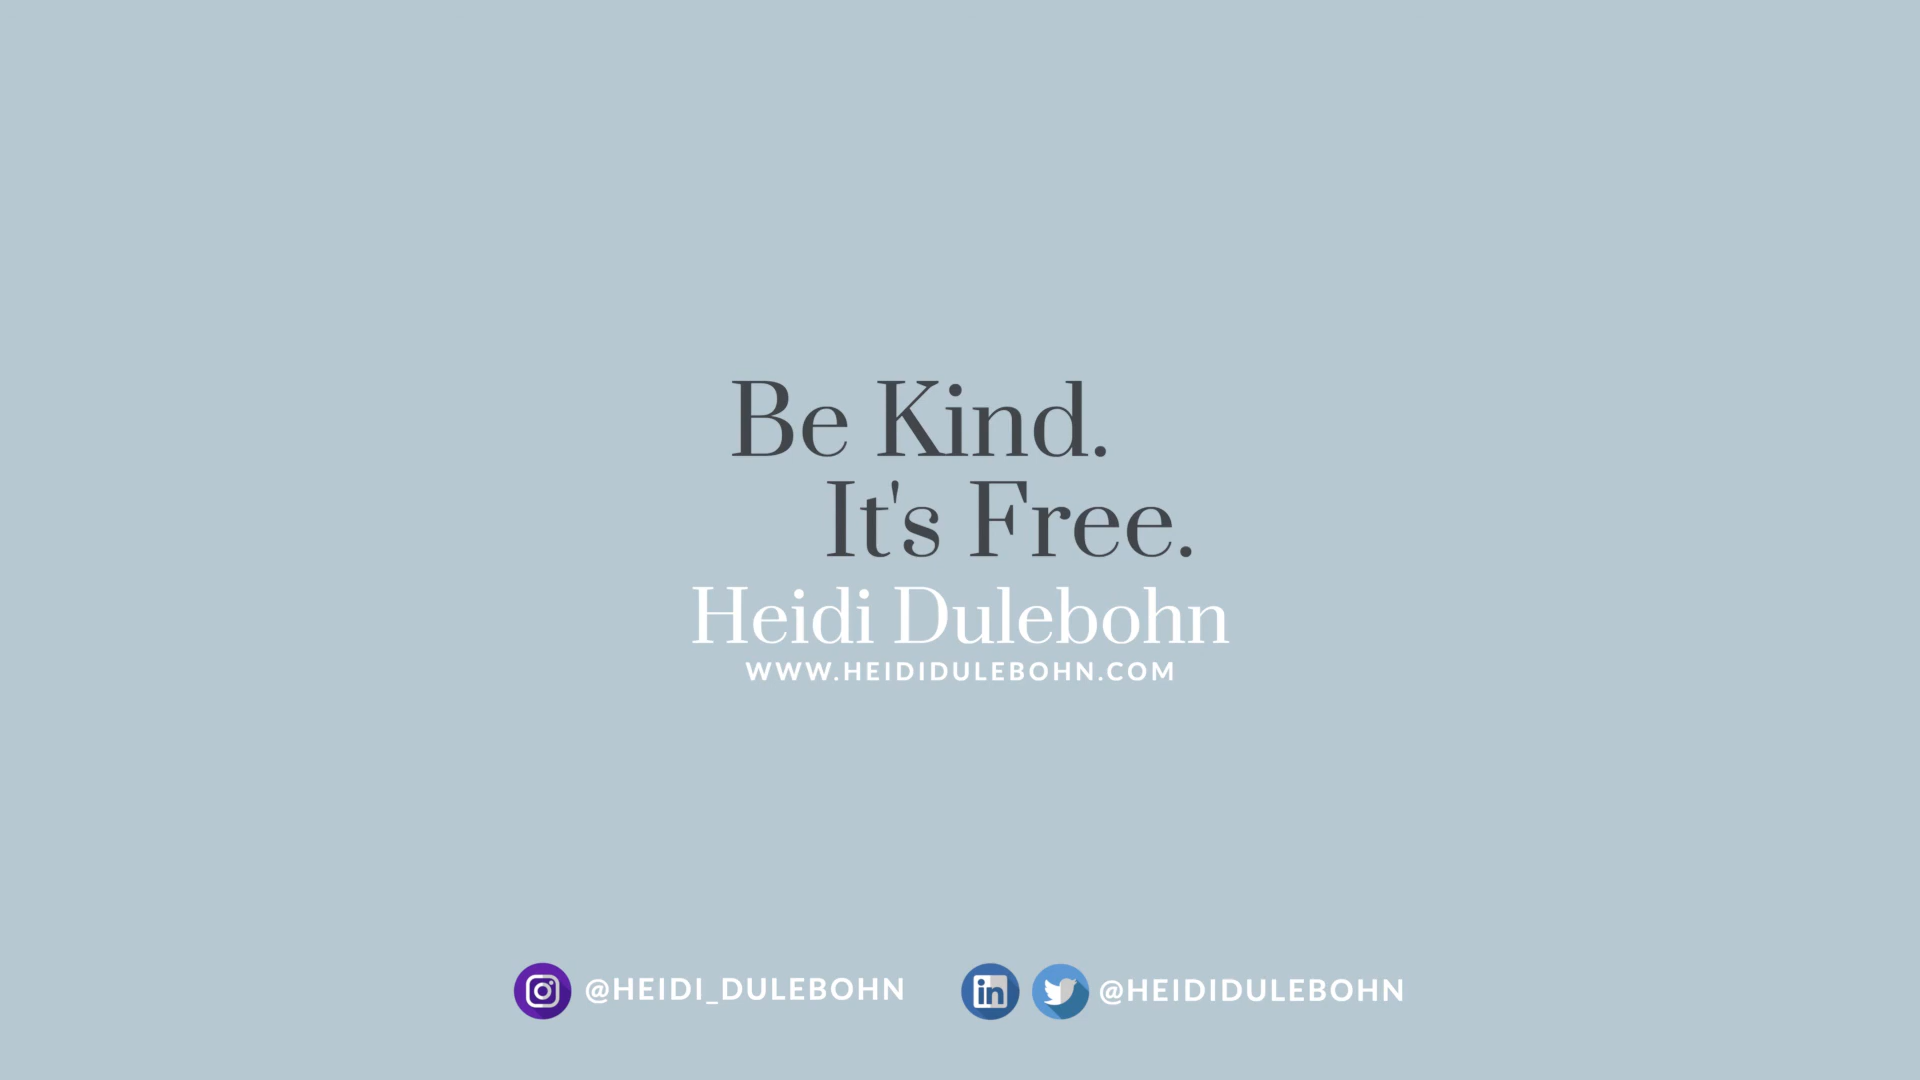 Be Kind.
It's Free.
Heidi Dulebohn
WWW.HEIDIDULEBOHN.COM
@HEIDI_DULEBOHN
in
@HEIDIDULEBOHN